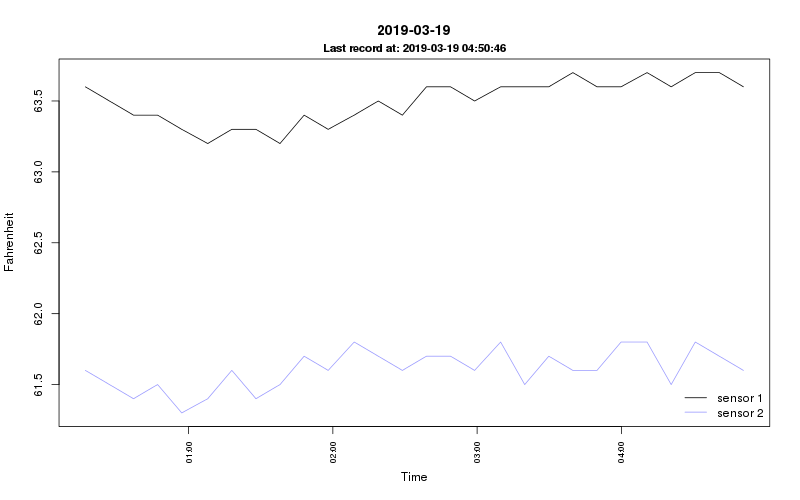 2019-03-19
Last record at: 2019-03-19 04:50:46
Fahrenheit
63.5
63.0
62.5
62.0
61.5
sensor 1
sensor 2
01:00
02:00
03:00
04:00
Time